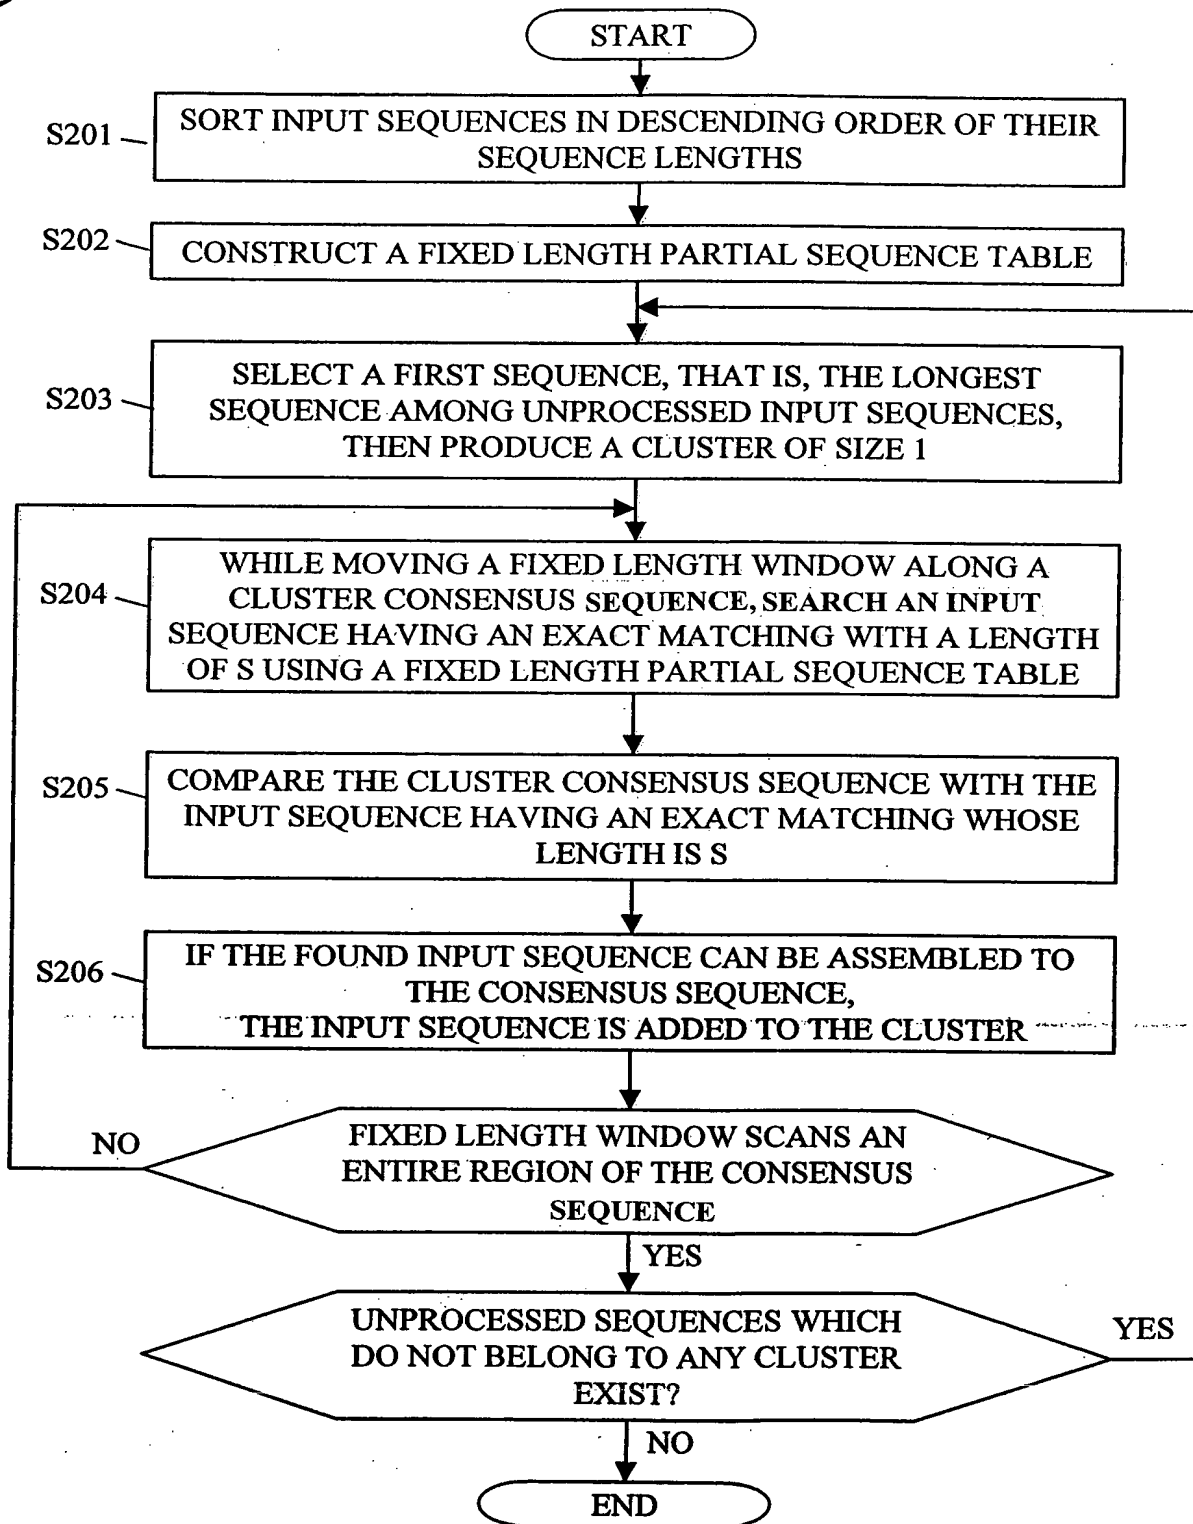 START
S201
SORT INPUT SEQUENCES IN DESCENDING ORDER OF THEIR
SEQUENCE LENGTHS
S202
CONSTRUCT A FIXED LENGTH PARTIAL SEQUENCE TABLE
S203
SELECT A FIRST SEQUENCE, THAT IS, THE LONGEST
SEQUENCE AMONG UNPROCESSED INPUT SEQUENCES,
THEN PRODUCE A CLUSTER OF SIZE 1
S204
WHILE MOVING A FIXED LENGTH WINDOW ALONG A
CLUSTER CONSENSUS SEQUENCE, SEARCH AN INPUT
SEQUENCE HAVING AN EXACT MATCHING WITH A LENGTH
OF S USING A FIXED LENGTH PARTIAL SEQUENCE TABLE
S205
COMPARE THE CLUSTER CONSENSUS SEQUENCE WITH THE
INPUT SEQUENCE HAVING AN EXACT MATCHING WHOSE
LENGTH IS S
S206
IF THE FOUND INPUT SEQUENCE CAN BE ASSEMBLED TO
THE CONSENSUS SEQUENCE,
THE INPUT SEQUENCE IS ADDED TO THE CLUSTER
NO
FIXED LENGTH WINDOW SCANS AN
ENTIRE REGION OF THE CONSENSUS
SEQUENCE
YES
UNPROCESSED SEQUENCES WHICH
DO NOT BELONG TO ANY CLUSTER
EXIST?
YES
NO
END